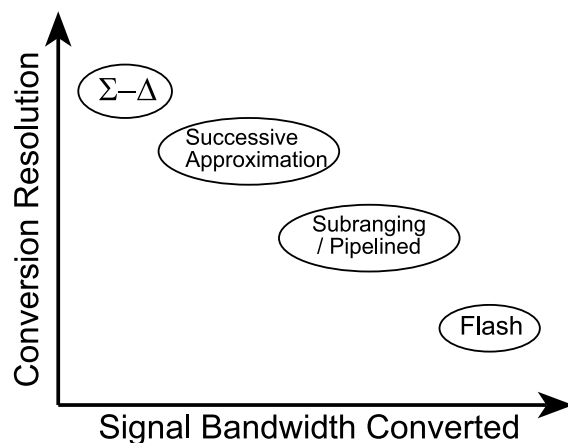 Conversion Resolution
Σ–Δ
Successive
Approximation
Subranging
/ Pipelined
Flash
Signal Bandwidth Converted